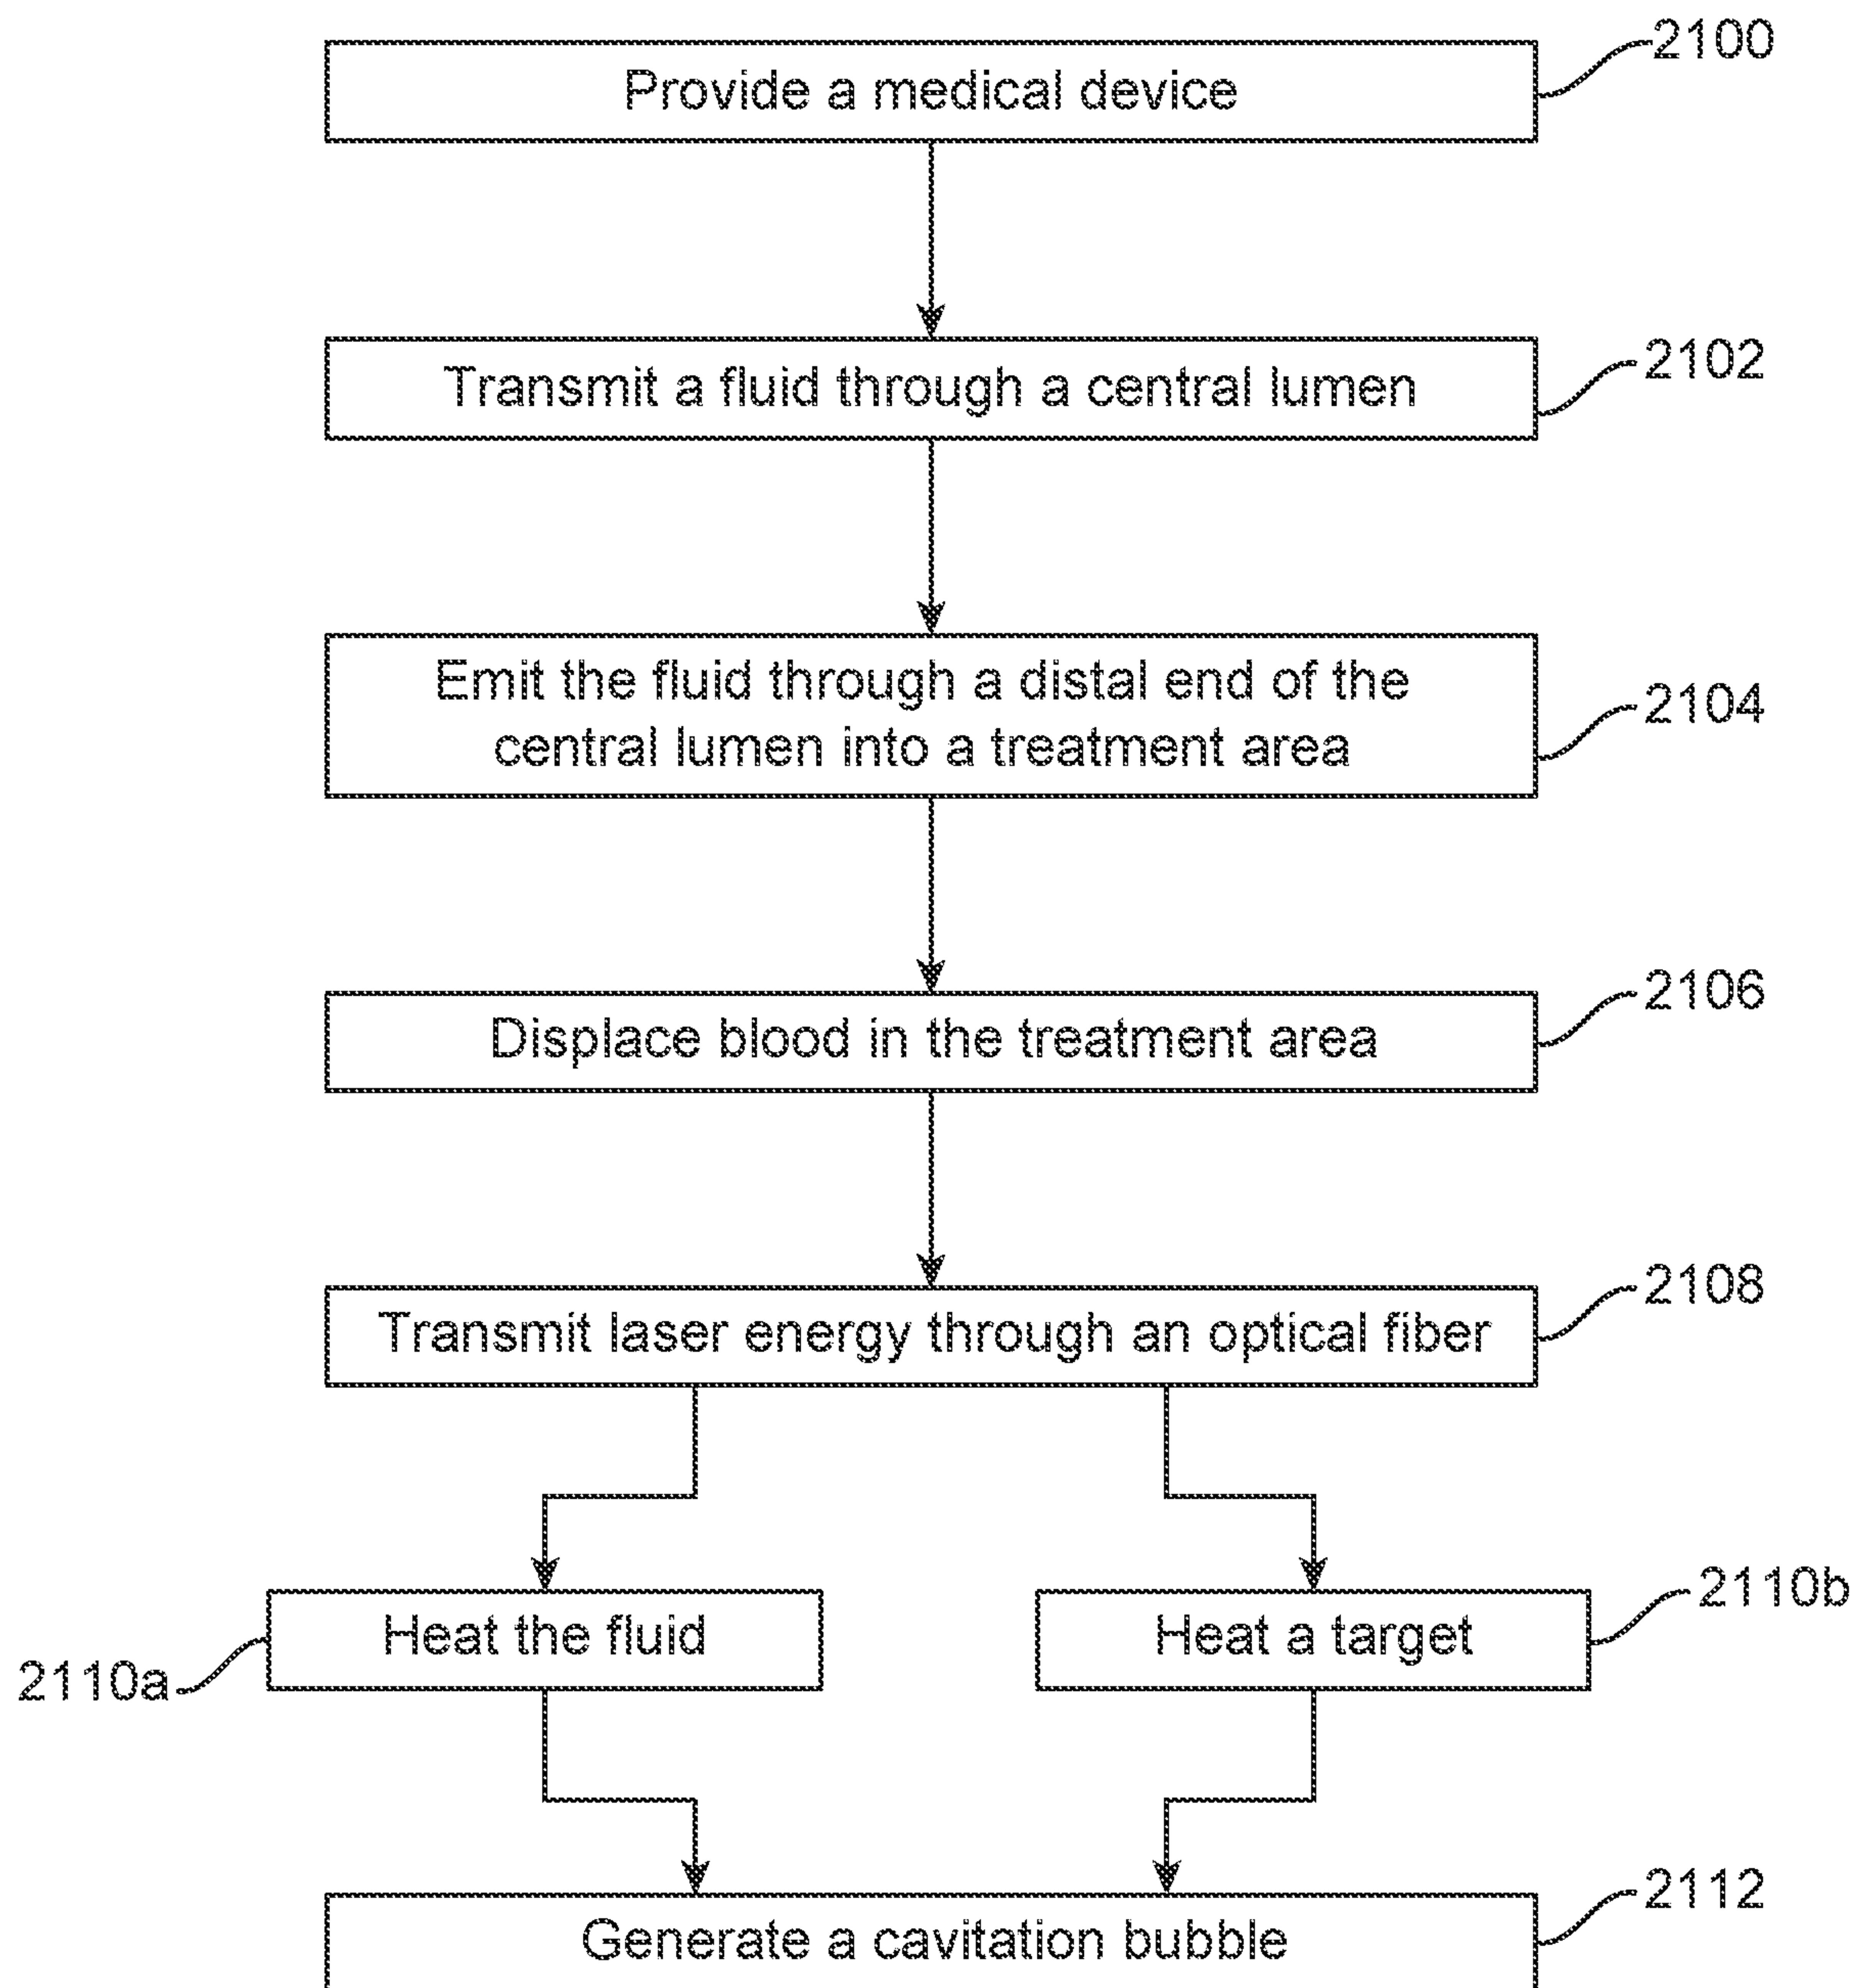 2100
Provide a medical device
2102
Transmit a fluid through a central lumen
Emit the fluid through a distal end of the
2104
central lumen into a treatment area
2106
Displace blood in the treatment area
2108
Transmit laser energy through an optical fiber
2110b
Heat the fluid
Heat a target
2110a
2112
Generate a cavitation bubble